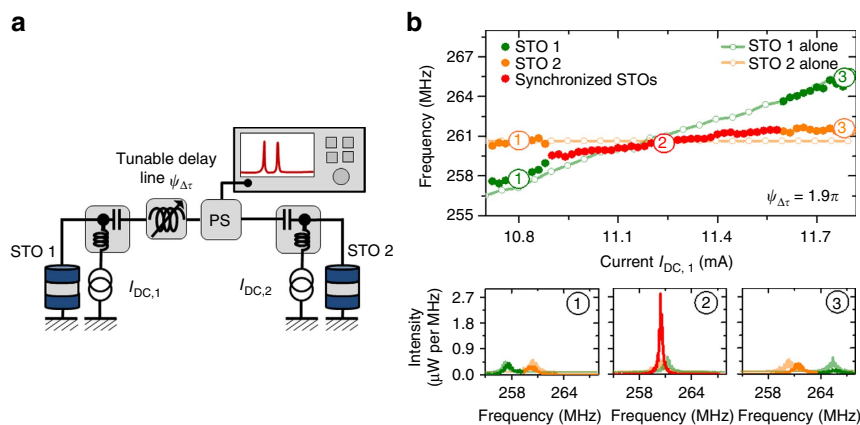 a
Tunable delay
line ψΔτ
PS
STO 1
STO 2
IDC,1
IDC,2
b
267
264
261
258
255
Frequency (MHz)
STO 1
STO 2
Synchronized STOs
STO 1 alone
STO 2 alone
1
1
2
3
3
ψΔτ = 1.9π
10.8 11.1 11.4 11.7
Current IDC, 1 (mA)
Intensity
(μW per MHz)
2.7
1.8
0.9
0.0
1
2
3
258 264
258 264
258 264
Frequency (MHz)
Frequency (MHz)
Frequency (MHz)